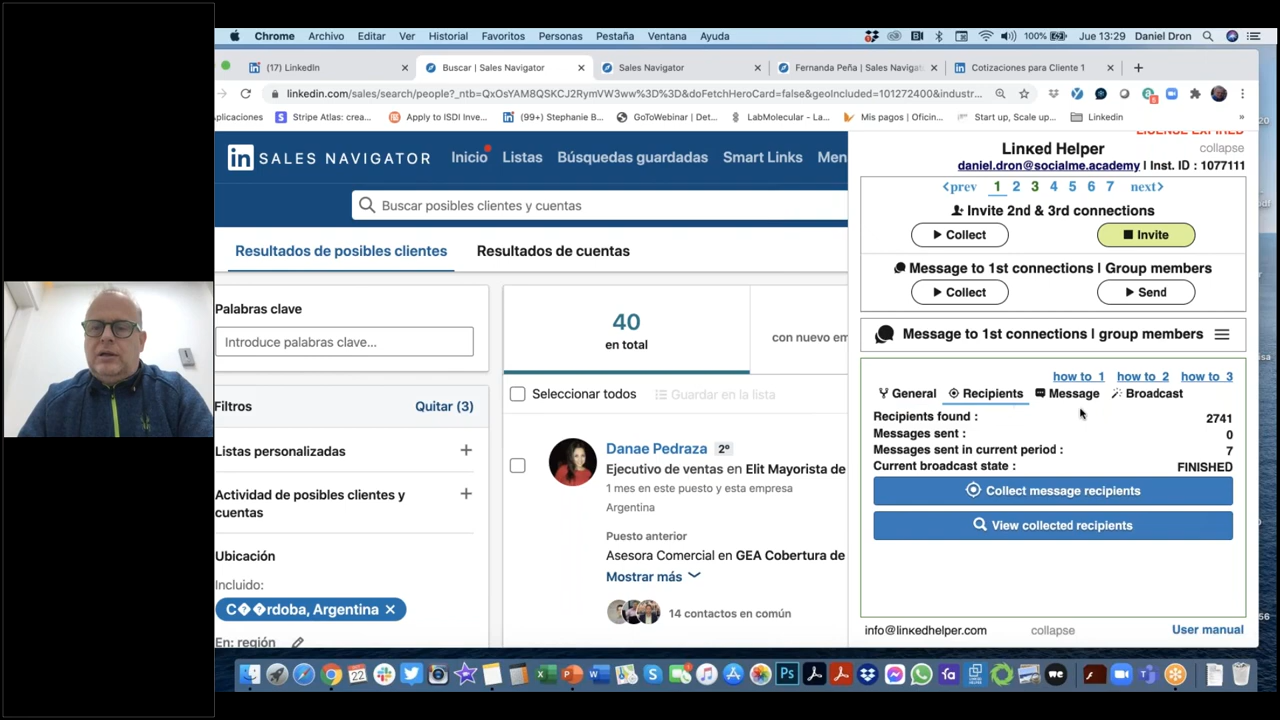 Chrome Archivo Editar Ver Historial Favoritos Personas Pestaña Ventana Ayuda 100% Jue 13:29 Daniel Dron
(17) LinkedIn × Buscar | Sales Navigator × Sales Navigator × Fernanda Peña | Sales Navigat × Cotizaciones para Cliente 1 × +
linkedin.com/sales/search/people?_ntb=QxOsYAM8QSKCJ2RymVW3ww%3D%3D&doFetchHeroCard=false&geoIncluded=101272400&industr...
plicaciones Stripe Atlas: crea... Apply to ISDI Inve... (99+) Stephanie B... GoToWebinar | Det... LabMolecular - La... Mis pagos | Oficin... Start up, Scale up... Linkedin »
in SALES NAVIGATOR Inicio Listas Búsquedas guardadas Smart Links Men
Buscar posibles clientes y cuentas
Resultados de posibles clientes Resultados de cuentas
Palabras clave
Introduce palabras clave...
Filtros Quitar (3)
Listas personalizadas +
Actividad de posibles clientes y
cuentas +
Ubicación
Incluido:
C��rdoba, Argentina ×
En: región
40
en total
con nuevo em
Seleccionar todos Guardar en la lista
Danae Pedraza 2º
Ejecutivo de ventas en Elit Mayorista de
1 mes en este puesto y esta empresa
Argentina
Puesto anterior
Asesora Comercial en GEA Cobertura de
Mostrar más
14 contactos en común
LICENSE EXPIRED
Linked Helper collapse
daniel.dron@socialme.academy | Inst. ID : 1077111
<prev 1 2 3 4 5 6 7 next>
Invite 2nd & 3rd connections
Collect Invite
Message to 1st connections | Group members
Collect Send
Message to 1st connections | group members
how to 1 how to 2 how to 3
General Recipients Message Broadcast
Recipients found : 2741
Messages sent : 0
Messages sent in current period : 7
Current broadcast state : FINISHED
Collect message recipients
View collected recipients
info@linkedhelper.com collapse User manual